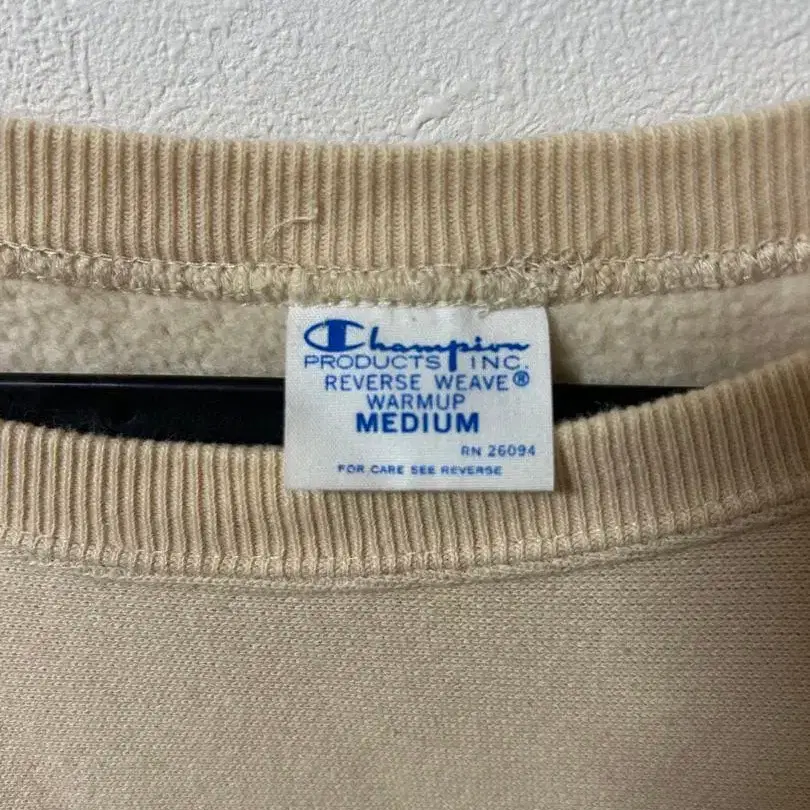 Champion
PRODUCTS INC.
REVERSE WEAVE®
WARMUP
MEDIUM
RN 26094
FOR CARE SEE REVERSE